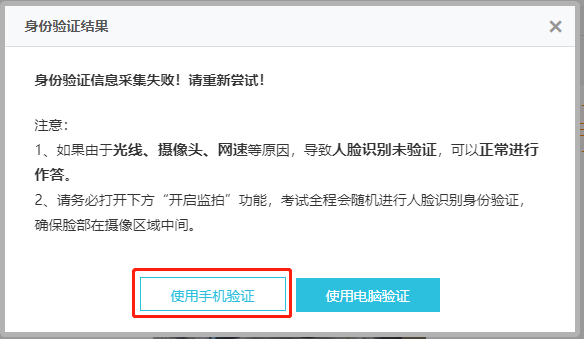 身份验证结果
身份验证信息采集失败！请重新尝试！
注意：
1、如果由于光线、摄像头、网速等原因，导致人脸识别未验证，可以正常进行
作答。
2、请务必打开下方“开启监拍”功能，考试全程会随机进行人脸识别身份验证，
确保脸部在摄像区域中间。
使用手机验证
使用电脑验证